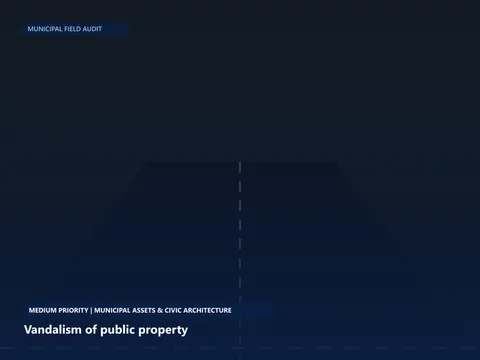 MUNICIPAL FIELD AUDIT
MEDIUM PRIORITY | MUNICIPAL ASSETS & CIVIC ARCHITECTURE
Vandalism of public property